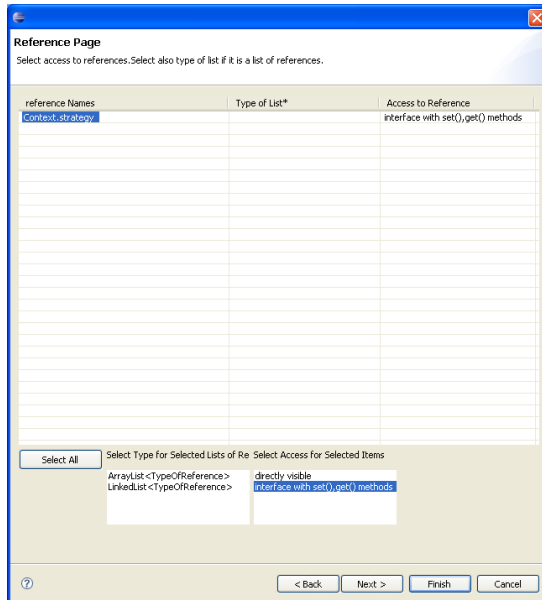 Reference Page
Select access to references.Select also type of list if it is a list of references.
reference Names Type of List* Access to Reference
Context.strategy interface with set(),get() methods
Select All Select Type for Selected Lists of Re Select Access for Selected Items
ArrayList<TypeOfReference> directly visible
LinkedList<TypeOfReference> interface with set(),get() methods
? < Back Next > Finish Cancel